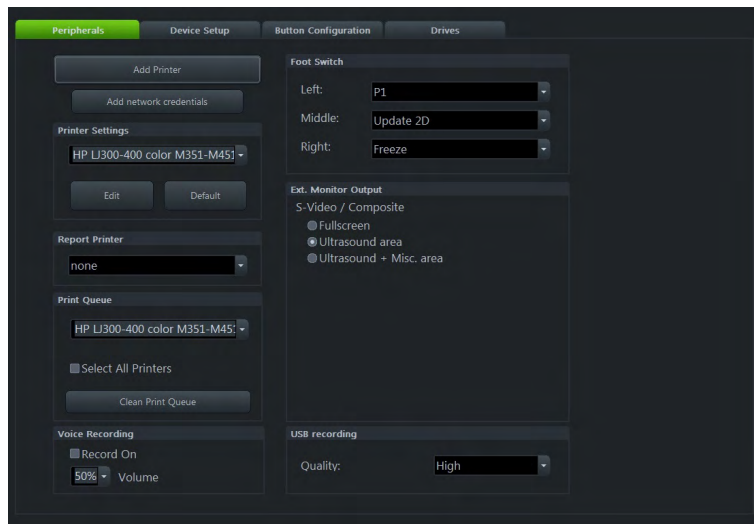 Peripherals
Device Setup
Button Configuration
Drives
Add Printer
Add network credentials
Printer Settings
HP LJ300-400 color M351-M451
Edit
Default
Report Printer
none
Print Queue
HP LJ300-400 color M351-M451
Select All Printers
Clean Print Queue
Voice Recording
Record On
50% Volume
Foot Switch
Left: P1
Middle: Update 2D
Right: Freeze
Ext. Monitor Output
S-Video / Composite
Fullscreen
Ultrasound area
Ultrasound + Misc. area
USB recording
Quality: High